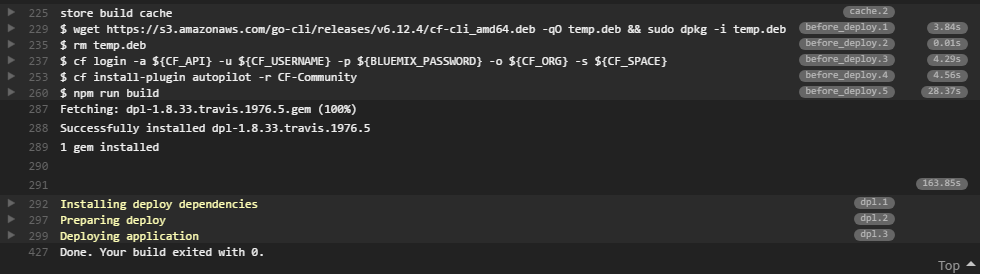 225 store build cache cache.2
229 $ wget https://s3.amazonaws.com/go-cli/releases/v6.12.4/cf-cli_amd64.deb -qO temp.deb && sudo dpkg -i temp.deb before_deploy.1 3.84s
235 $ rm temp.deb before_deploy.2 0.01s
237 $ cf login -a ${CF_API} -u ${CF_USERNAME} -p ${BLUEMIX_PASSWORD} -o ${CF_ORG} -s ${CF_SPACE} before_deploy.3 4.29s
253 $ cf install-plugin autopilot -r CF-Community before_deploy.4 4.56s
260 $ npm run build before_deploy.5 28.37s
287 Fetching: dpl-1.8.33.travis.1976.5.gem (100%)
288 Successfully installed dpl-1.8.33.travis.1976.5
289 1 gem installed
290
291 163.85s
292 Installing deploy dependencies dpl.1
297 Preparing deploy dpl.2
299 Deploying application dpl.3
427 Done. Your build exited with 0.
Top